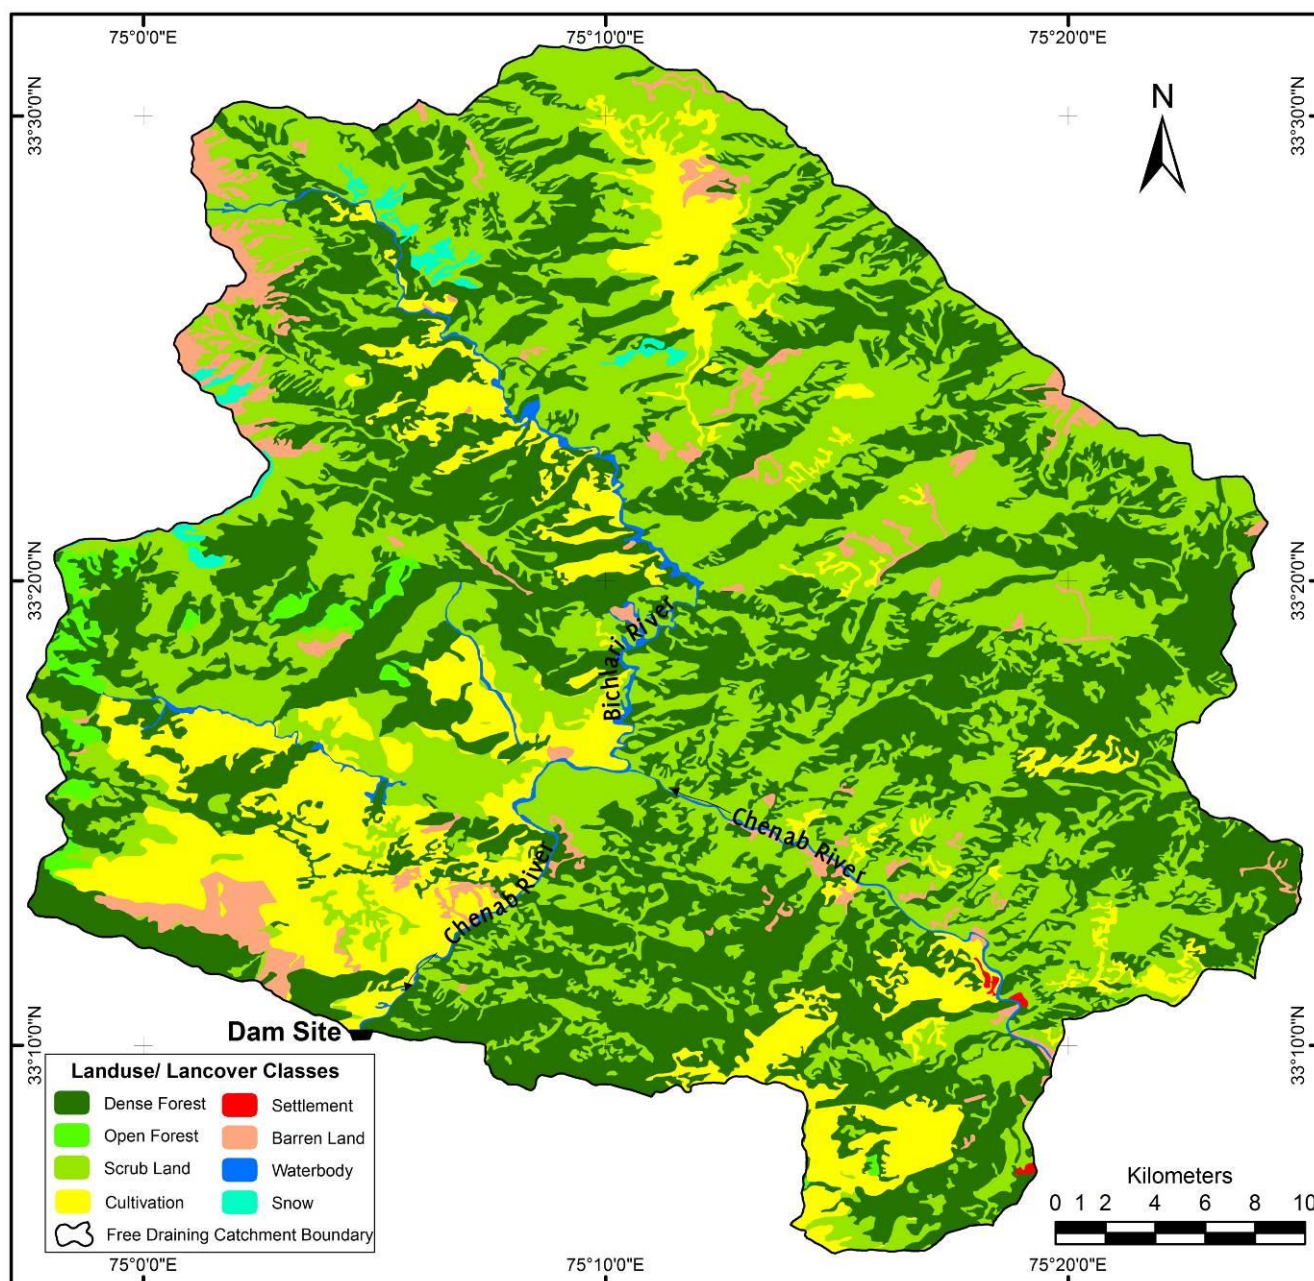 75°0'0"E
75°10'0"E
75°20'0"E
33°30'0"N
33°30'0"N
N
33°20'0"N
33°20'0"N
Bichlari River
Chenab River
Chenab River
Dam Site
33°10'0"N
33°10'0"N
Landuse/ Lancover Classes
Dense Forest
Settlement
Open Forest
Barren Land
Scrub Land
Waterbody
Cultivation
Snow
Free Draining Catchment Boundary
Kilometers
0 1 2 4 6 8 10
75°0'0"E
75°10'0"E
75°20'0"E